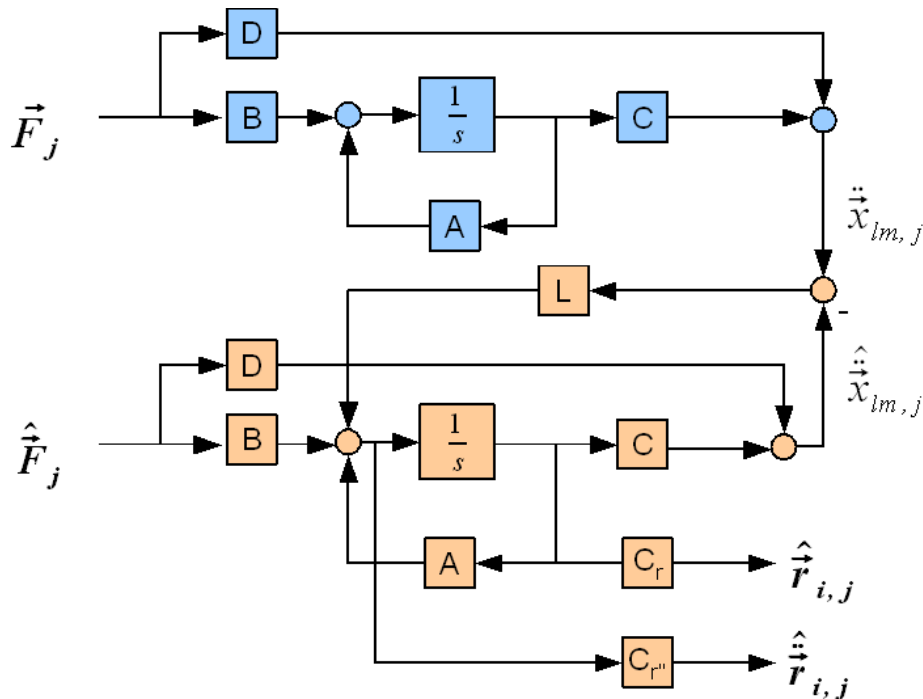 D
F⃗ j
B
1/s
C
A
ẍ⃗ lm, j
L
-
D
x̂̈⃗ lm, j
F̂⃗ j
B
1/s
C
A
Cr
r̂⃗ i, j
Cr"
r̂̈⃗ i, j